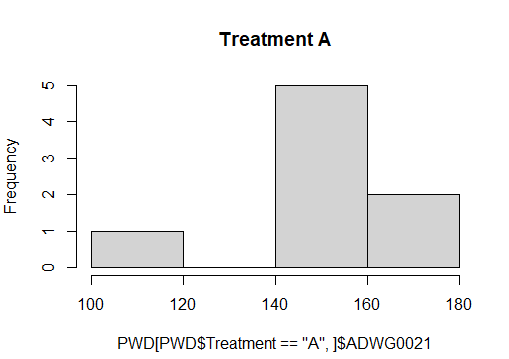 Treatment A
Frequency
5
4
3
2
1
0
100 120 140 160 180
PWD[PWD$Treatment == "A", ]$ADWG0021